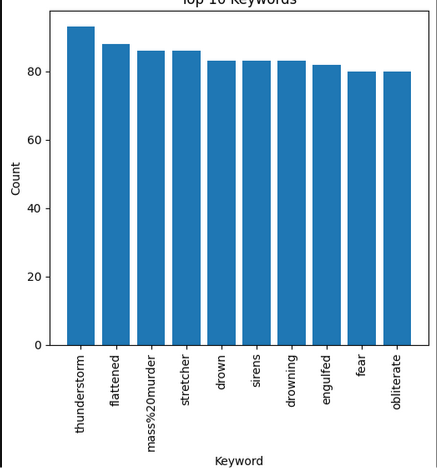 Top 10 Keywords
80
60
40
20
0
Count
thunderstorm
flattened
mass%20murder
stretcher
drown
sirens
drowning
engulfed
fear
obliterate
Keyword